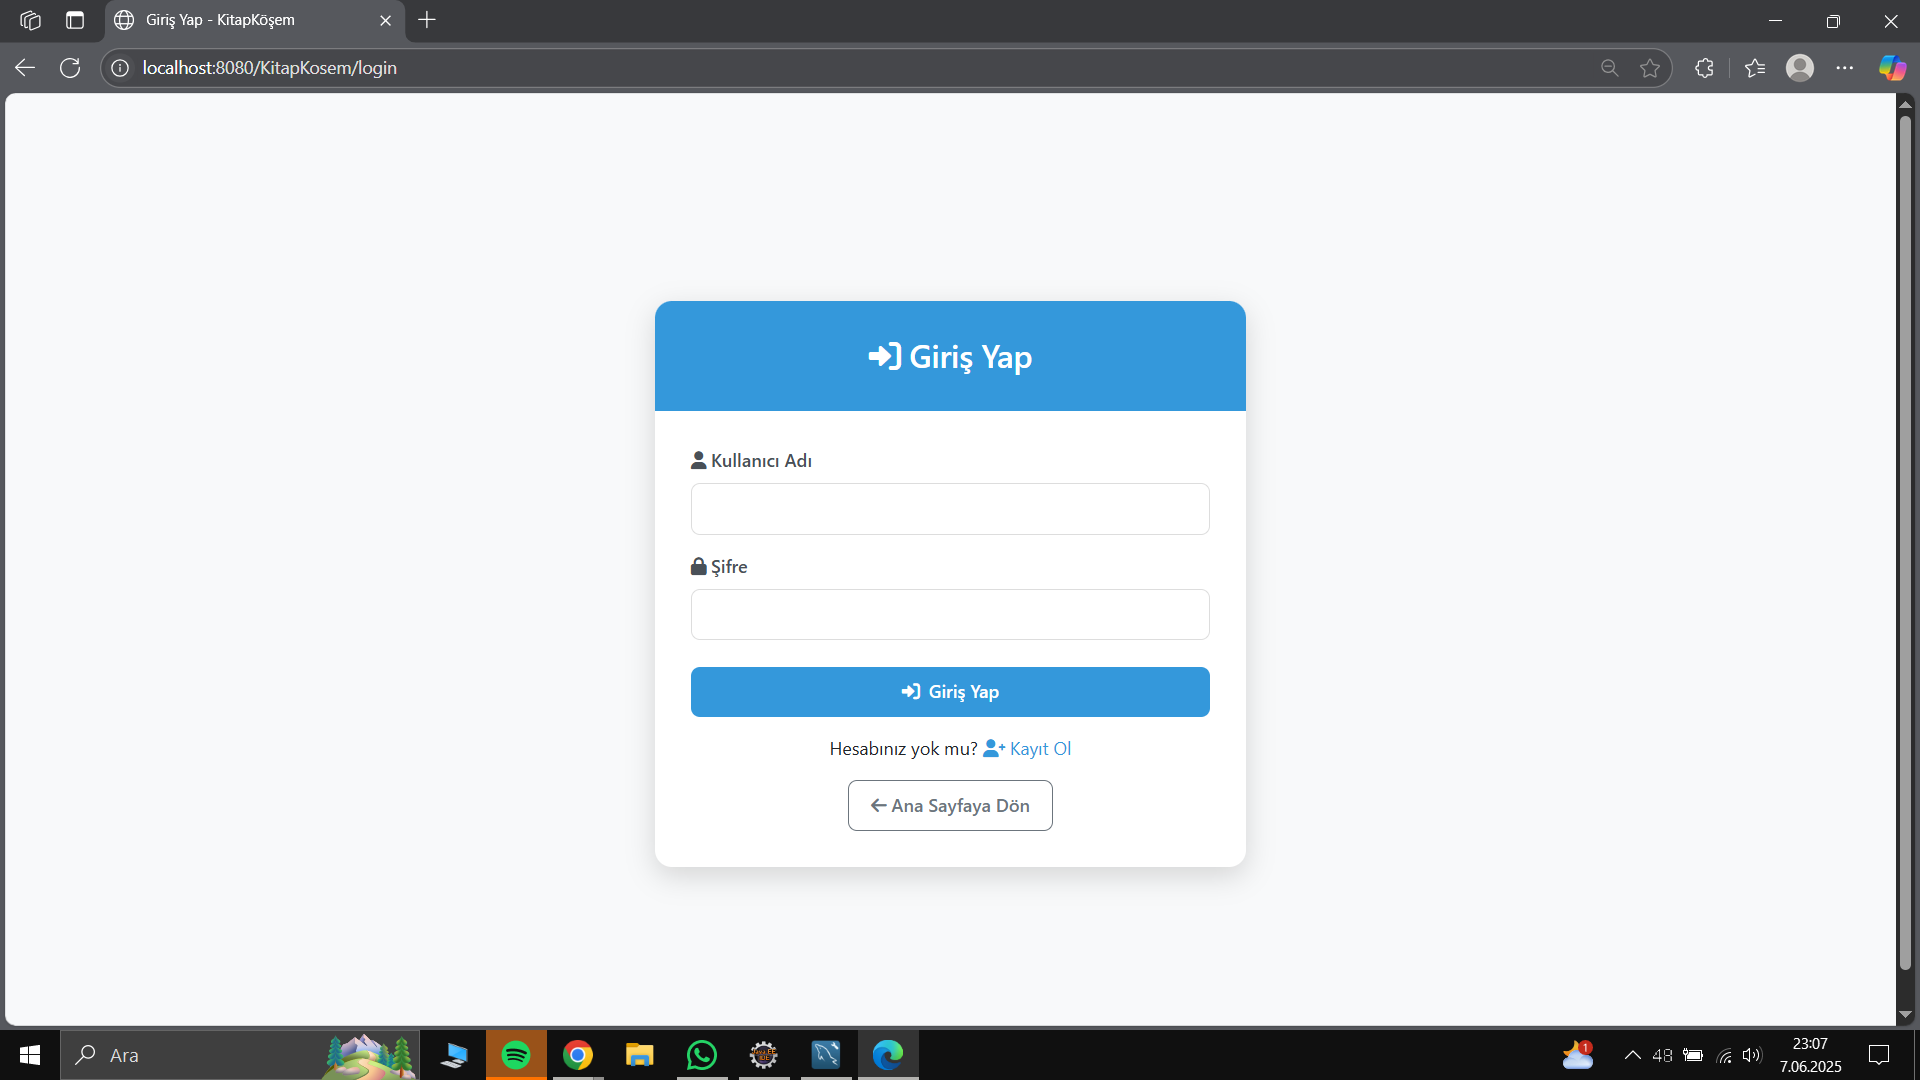 Giriş Yap - KitapKöşem
localhost:8080/KitapKosem/login
Giriş Yap
Kullanıcı Adı
Şifre
Giriş Yap
Hesabınız yok mu? Kayıt Ol
Ana Sayfaya Dön
Ara
1
48
23:07
7.06.2025